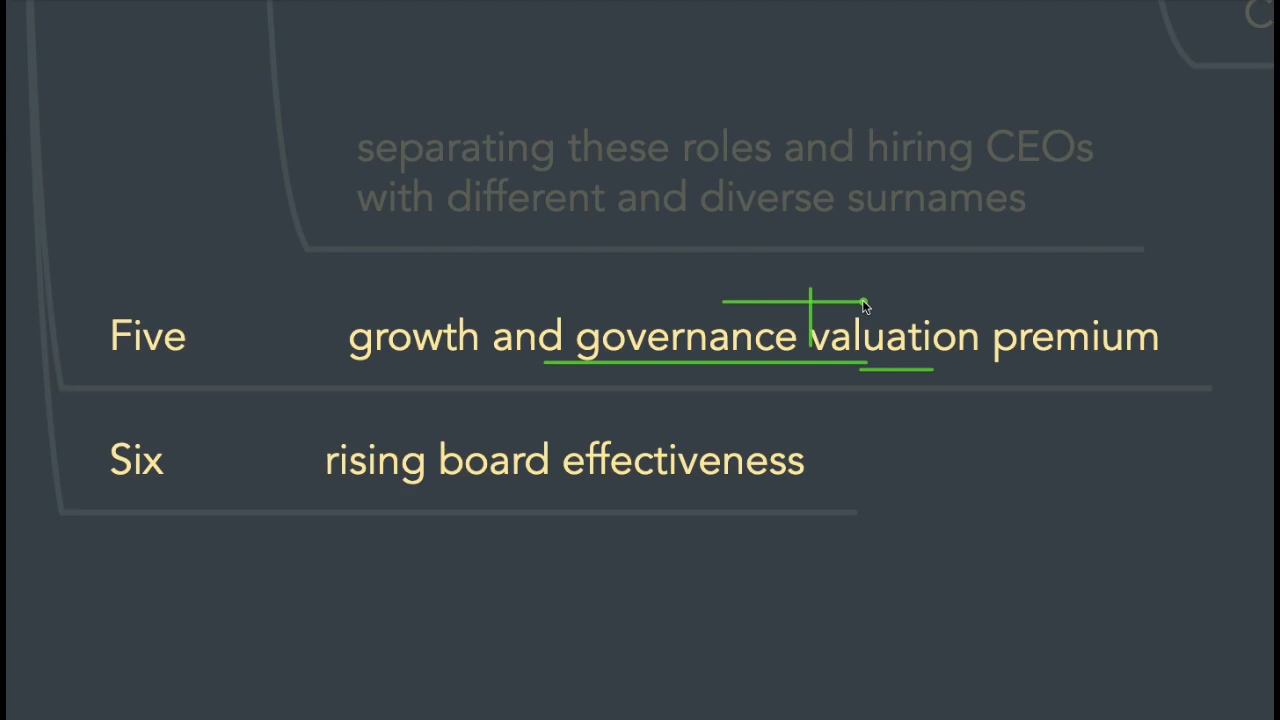 separating these roles and hiring CEOs
with different and diverse surnames
Five growth and governance valuation premium
Six rising board effectiveness